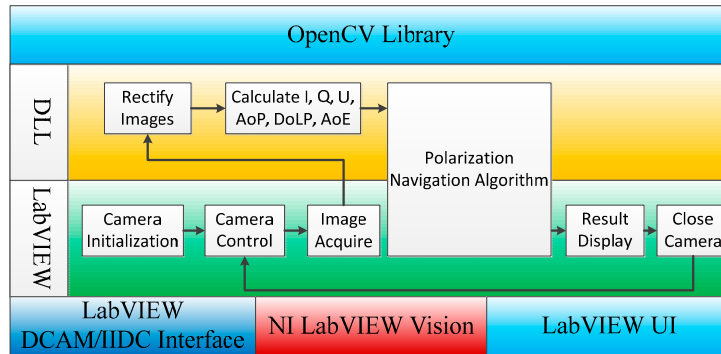 OpenCV Library
DLL
Rectify
Images
Calculate I, Q, U,
AoP, DoLP, AoE
Polarization
Navigation Algorithm
LabVIEW
Camera
Initialization
Camera
Control
Image
Acquire
Result
Display
Close
Camera
LabVIEW
DCAM/IIDC Interface
NI LabVIEW Vision
LabVIEW UI